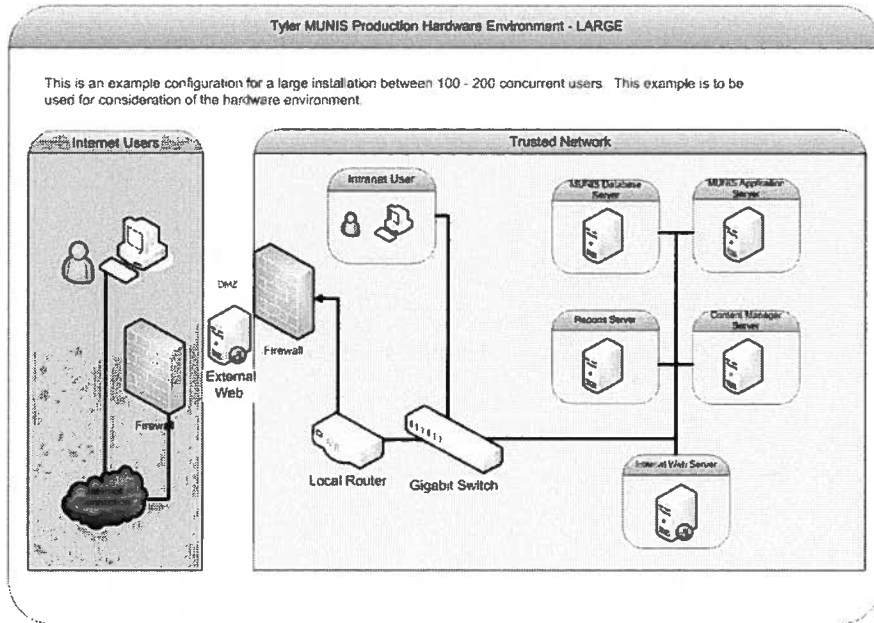 Tyler MUNIS Production Hardware Environment - LARGE
This is an example configuration for a large installation between 100 - 200 concurrent users. This example is to be
used for consideration of the hardware environment.
Internet Users
Trusted Network
Intranet User
MUNIS Database
Server
MUNIS Application
Server
DMZ
Firewall
External
Web
Firewall
Reports Server
Content Manager
Server
Local Router
Gigabit Switch
Internet Web Server